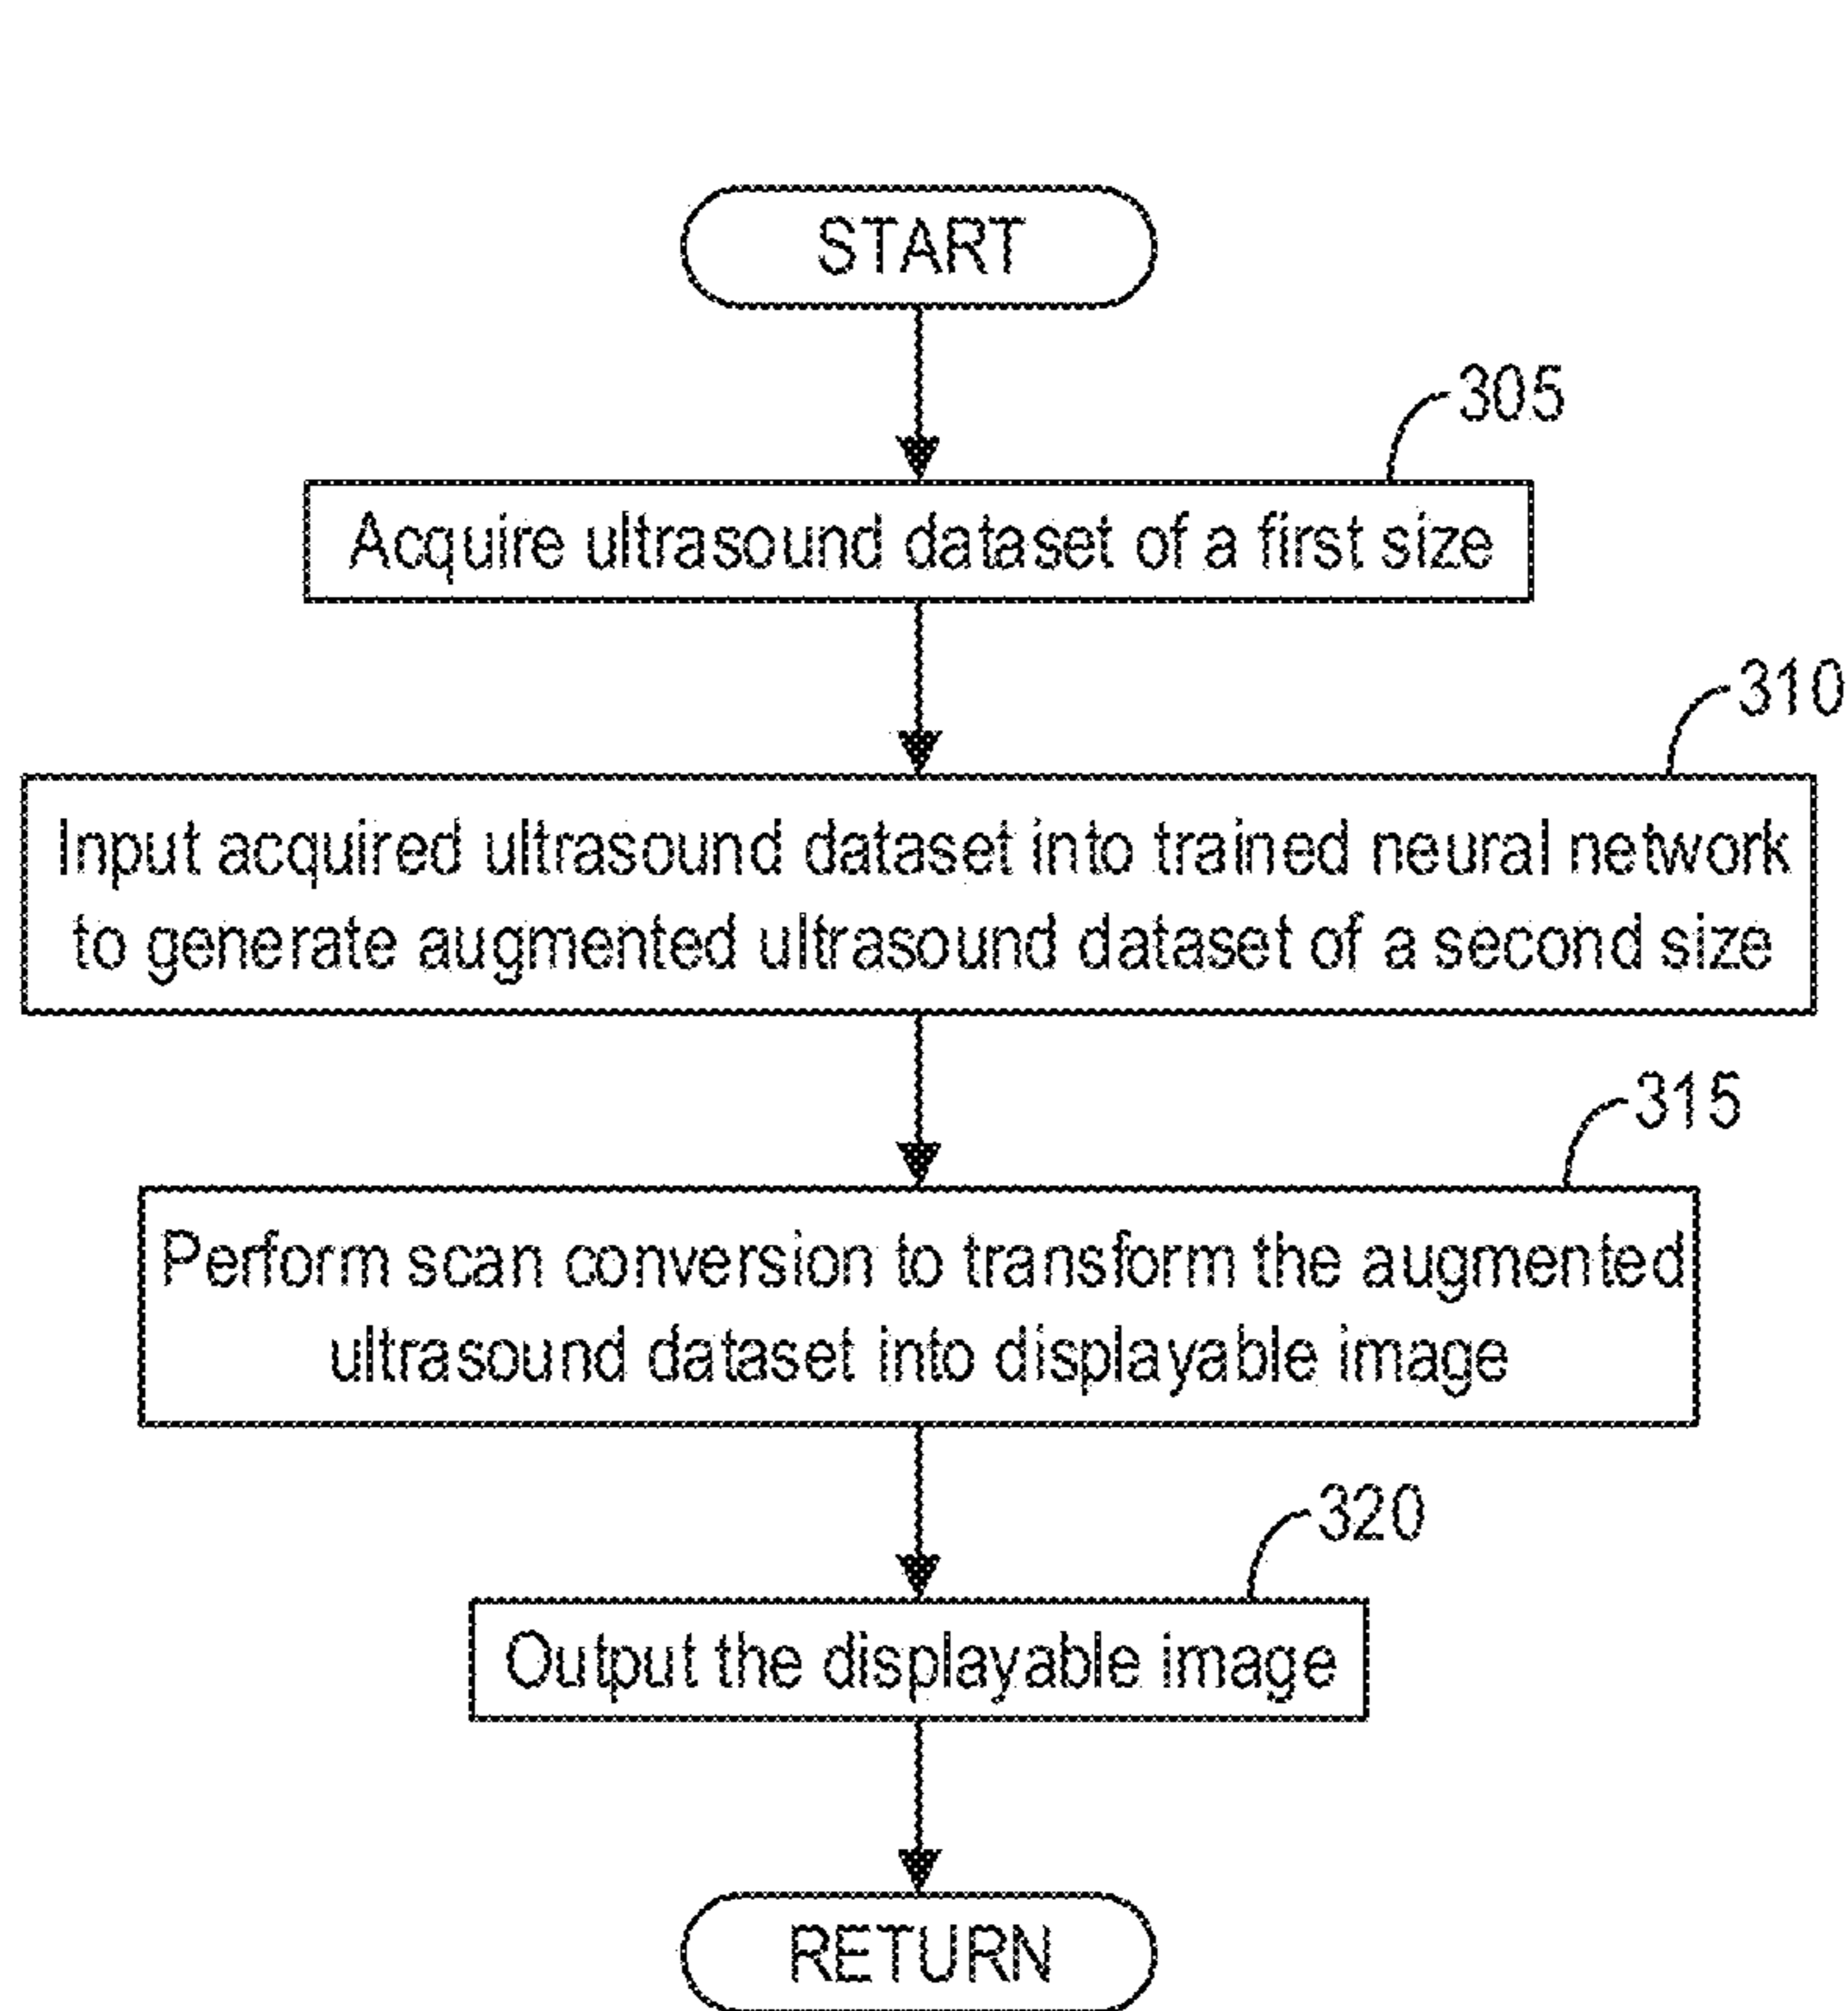 START
305
Acquire ultrasound dataset of a first size
310
Input acquired ultrasound dataset into trained neural network
to generate augmented ultrasound dataset of a second size
315
Perform scan conversion to transform the augmented
ultrasound dataset into displayable image
320
Output the displayable image
RETURN